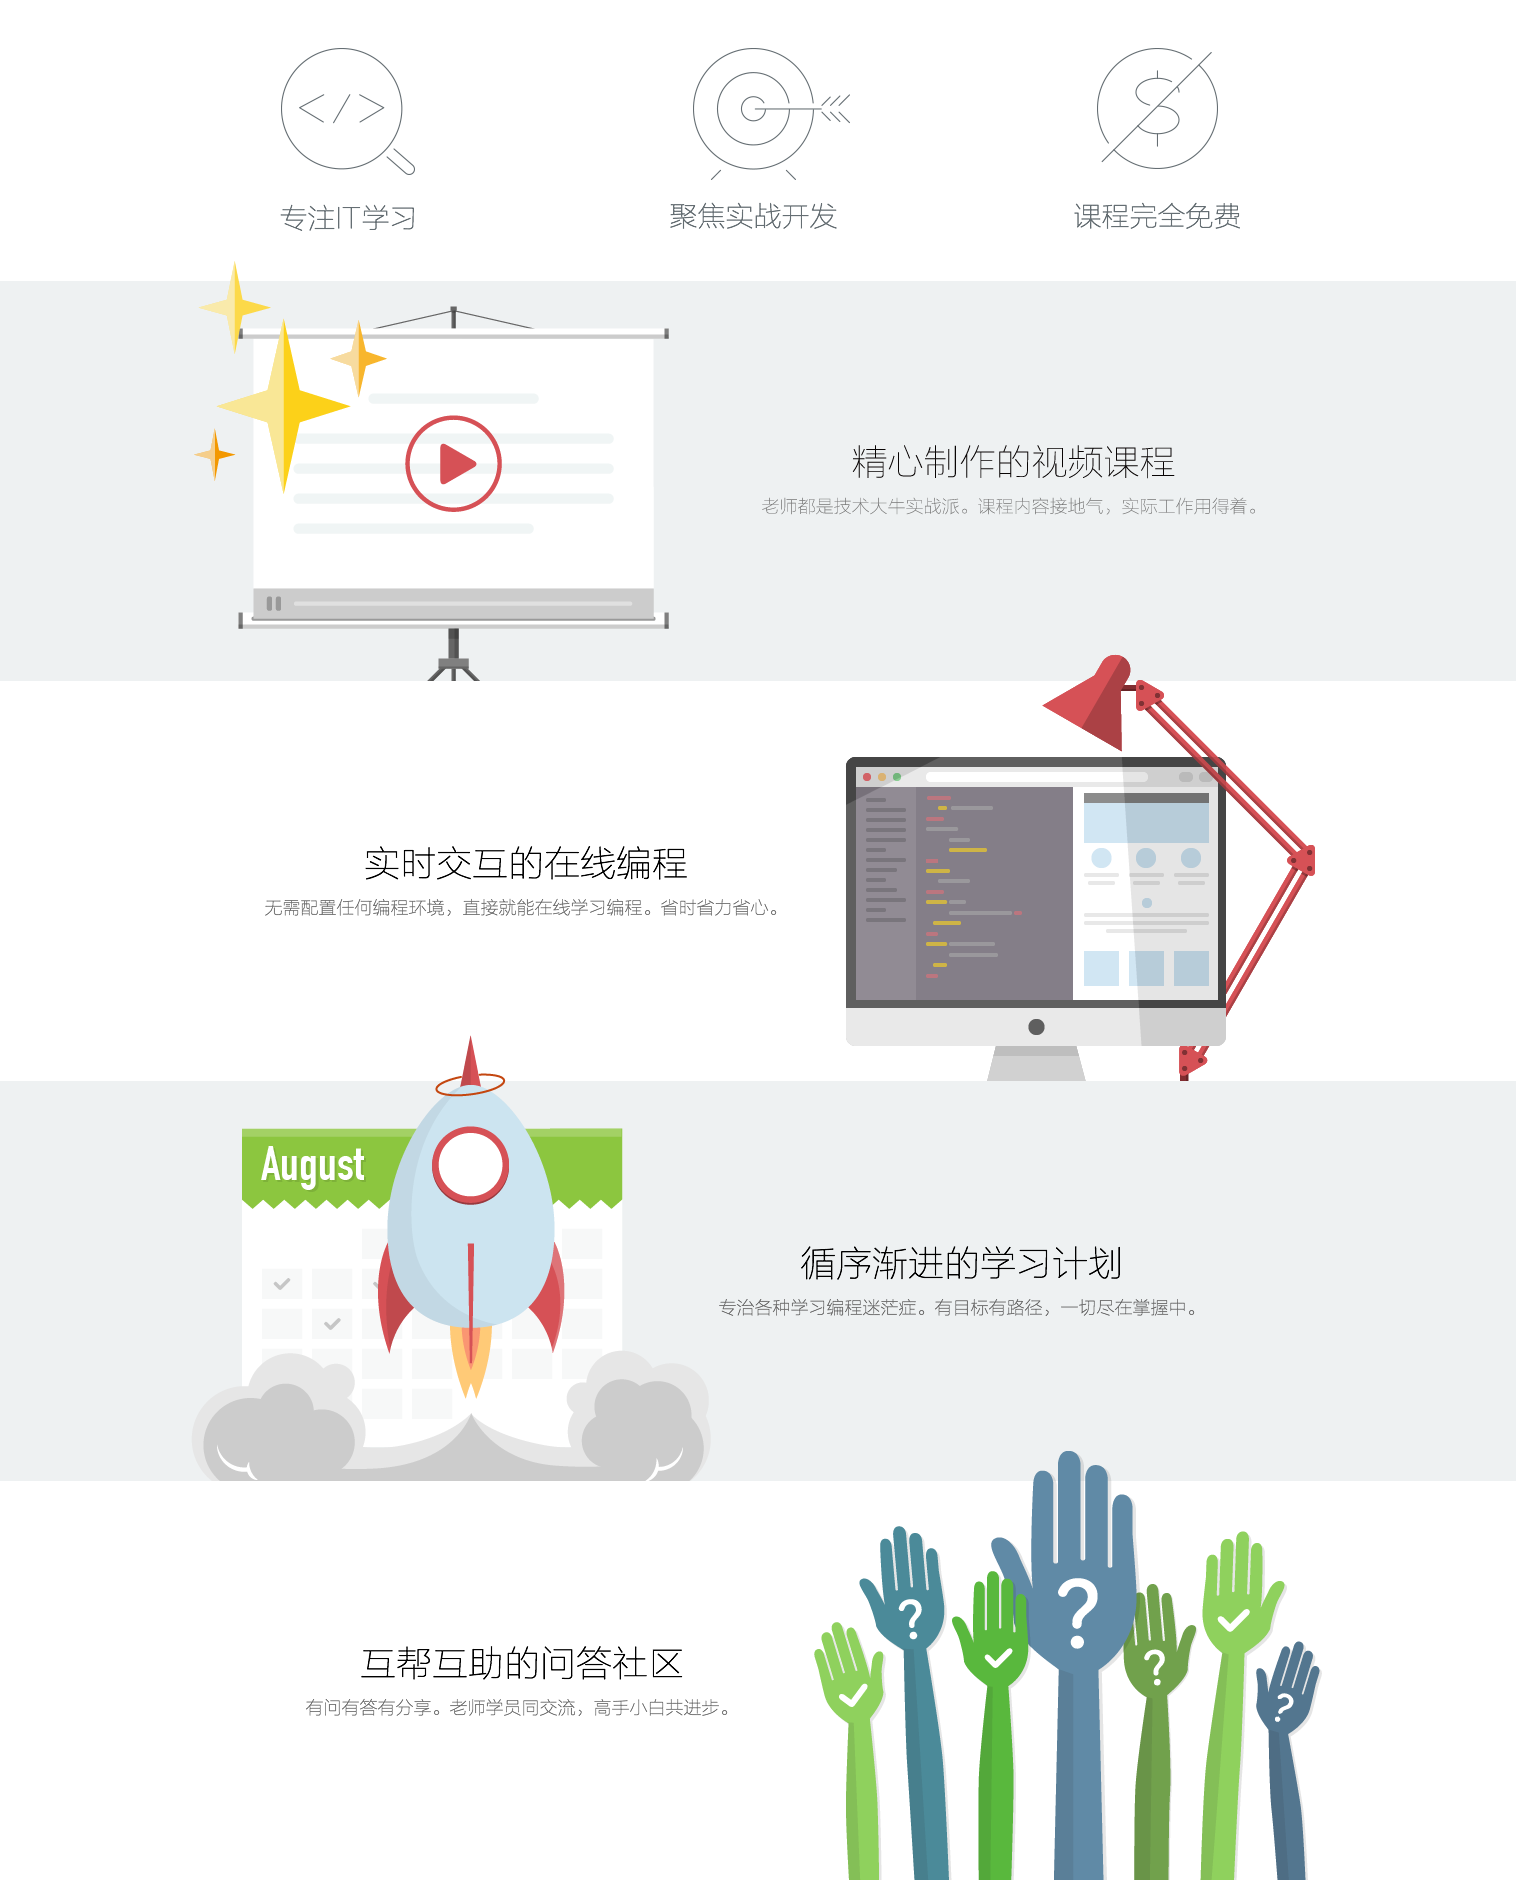 专注IT学习
聚焦实战开发
课程完全免费
精心制作的视频课程
老师都是技术大牛实战派。课程内容接地气，实际工作用得着。
实时交互的在线编程
无需配置任何编程环境，直接就能在线学习编程。省时省力省心。
August
循序渐进的学习计划
专治各种学习编程迷茫症。有目标有路径，一切尽在掌握中。
互帮互助的问答社区
有问有答有分享。老师学员同交流，高手小白共进步。